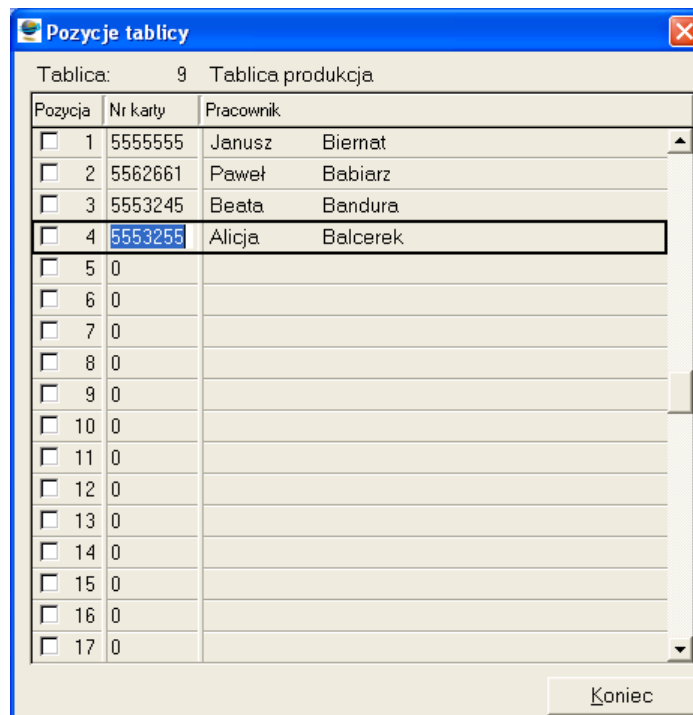 Pozycje tablicy
Tablica: 9 Tablica produkcja
Pozycja Nr karty Pracownik
1 5555555 Janusz Biernat
2 5562661 Paweł Babiarz
3 5553245 Beata Bandura
4 5553255 Alicja Balcerek
5 0
6 0
7 0
8 0
9 0
10 0
11 0
12 0
13 0
14 0
15 0
16 0
17 0
Koniec